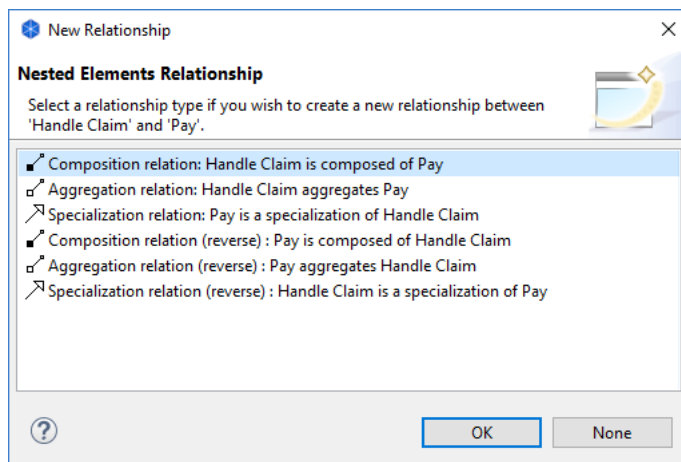 New Relationship
Nested Elements Relationship
Select a relationship type if you wish to create a new relationship between
'Handle Claim' and 'Pay'.
Composition relation: Handle Claim is composed of Pay
Aggregation relation: Handle Claim aggregates Pay
Specialization relation: Pay is a specialization of Handle Claim
Composition relation (reverse) : Pay is composed of Handle Claim
Aggregation relation (reverse) : Pay aggregates Handle Claim
Specialization relation (reverse) : Handle Claim is a specialization of Pay
? OK None